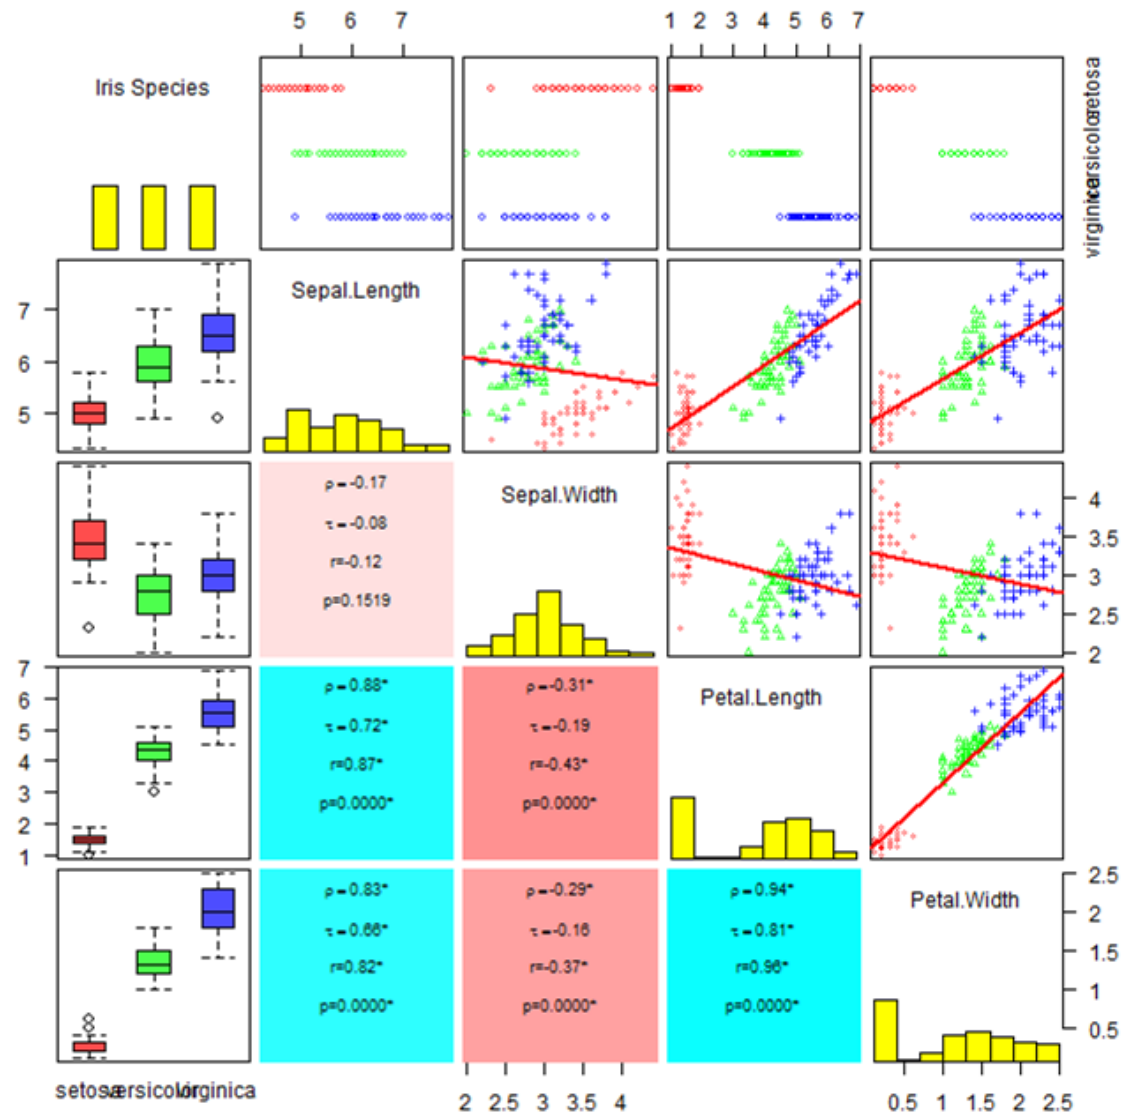 5 6 7
1 2 3 4 5 6 7
Iris Species
setosa
versicolor
virginica
Sepal.Length
7
6
5
ρ = -0.17
τ = -0.08
r=-0.12
p=0.1519
Sepal.Width
4
3.5
3
2.5
2
7
6
5
4
3
2
1
ρ = 0.88*
τ = 0.72*
r=0.87*
p=0.0000*
ρ = -0.31*
τ = -0.19
r=-0.43*
p=0.0000*
Petal.Length
ρ = 0.83*
τ = 0.66*
r=0.82*
p=0.0000*
ρ = -0.29*
τ = -0.16
r=-0.37*
p=0.0000*
ρ = 0.94*
τ = 0.81*
r=0.96*
p=0.0000*
Petal.Width
2.5
2
1.5
1
0.5
setosa versicolor virginica
2 2.5 3 3.5 4
0.5 1 1.5 2 2.5